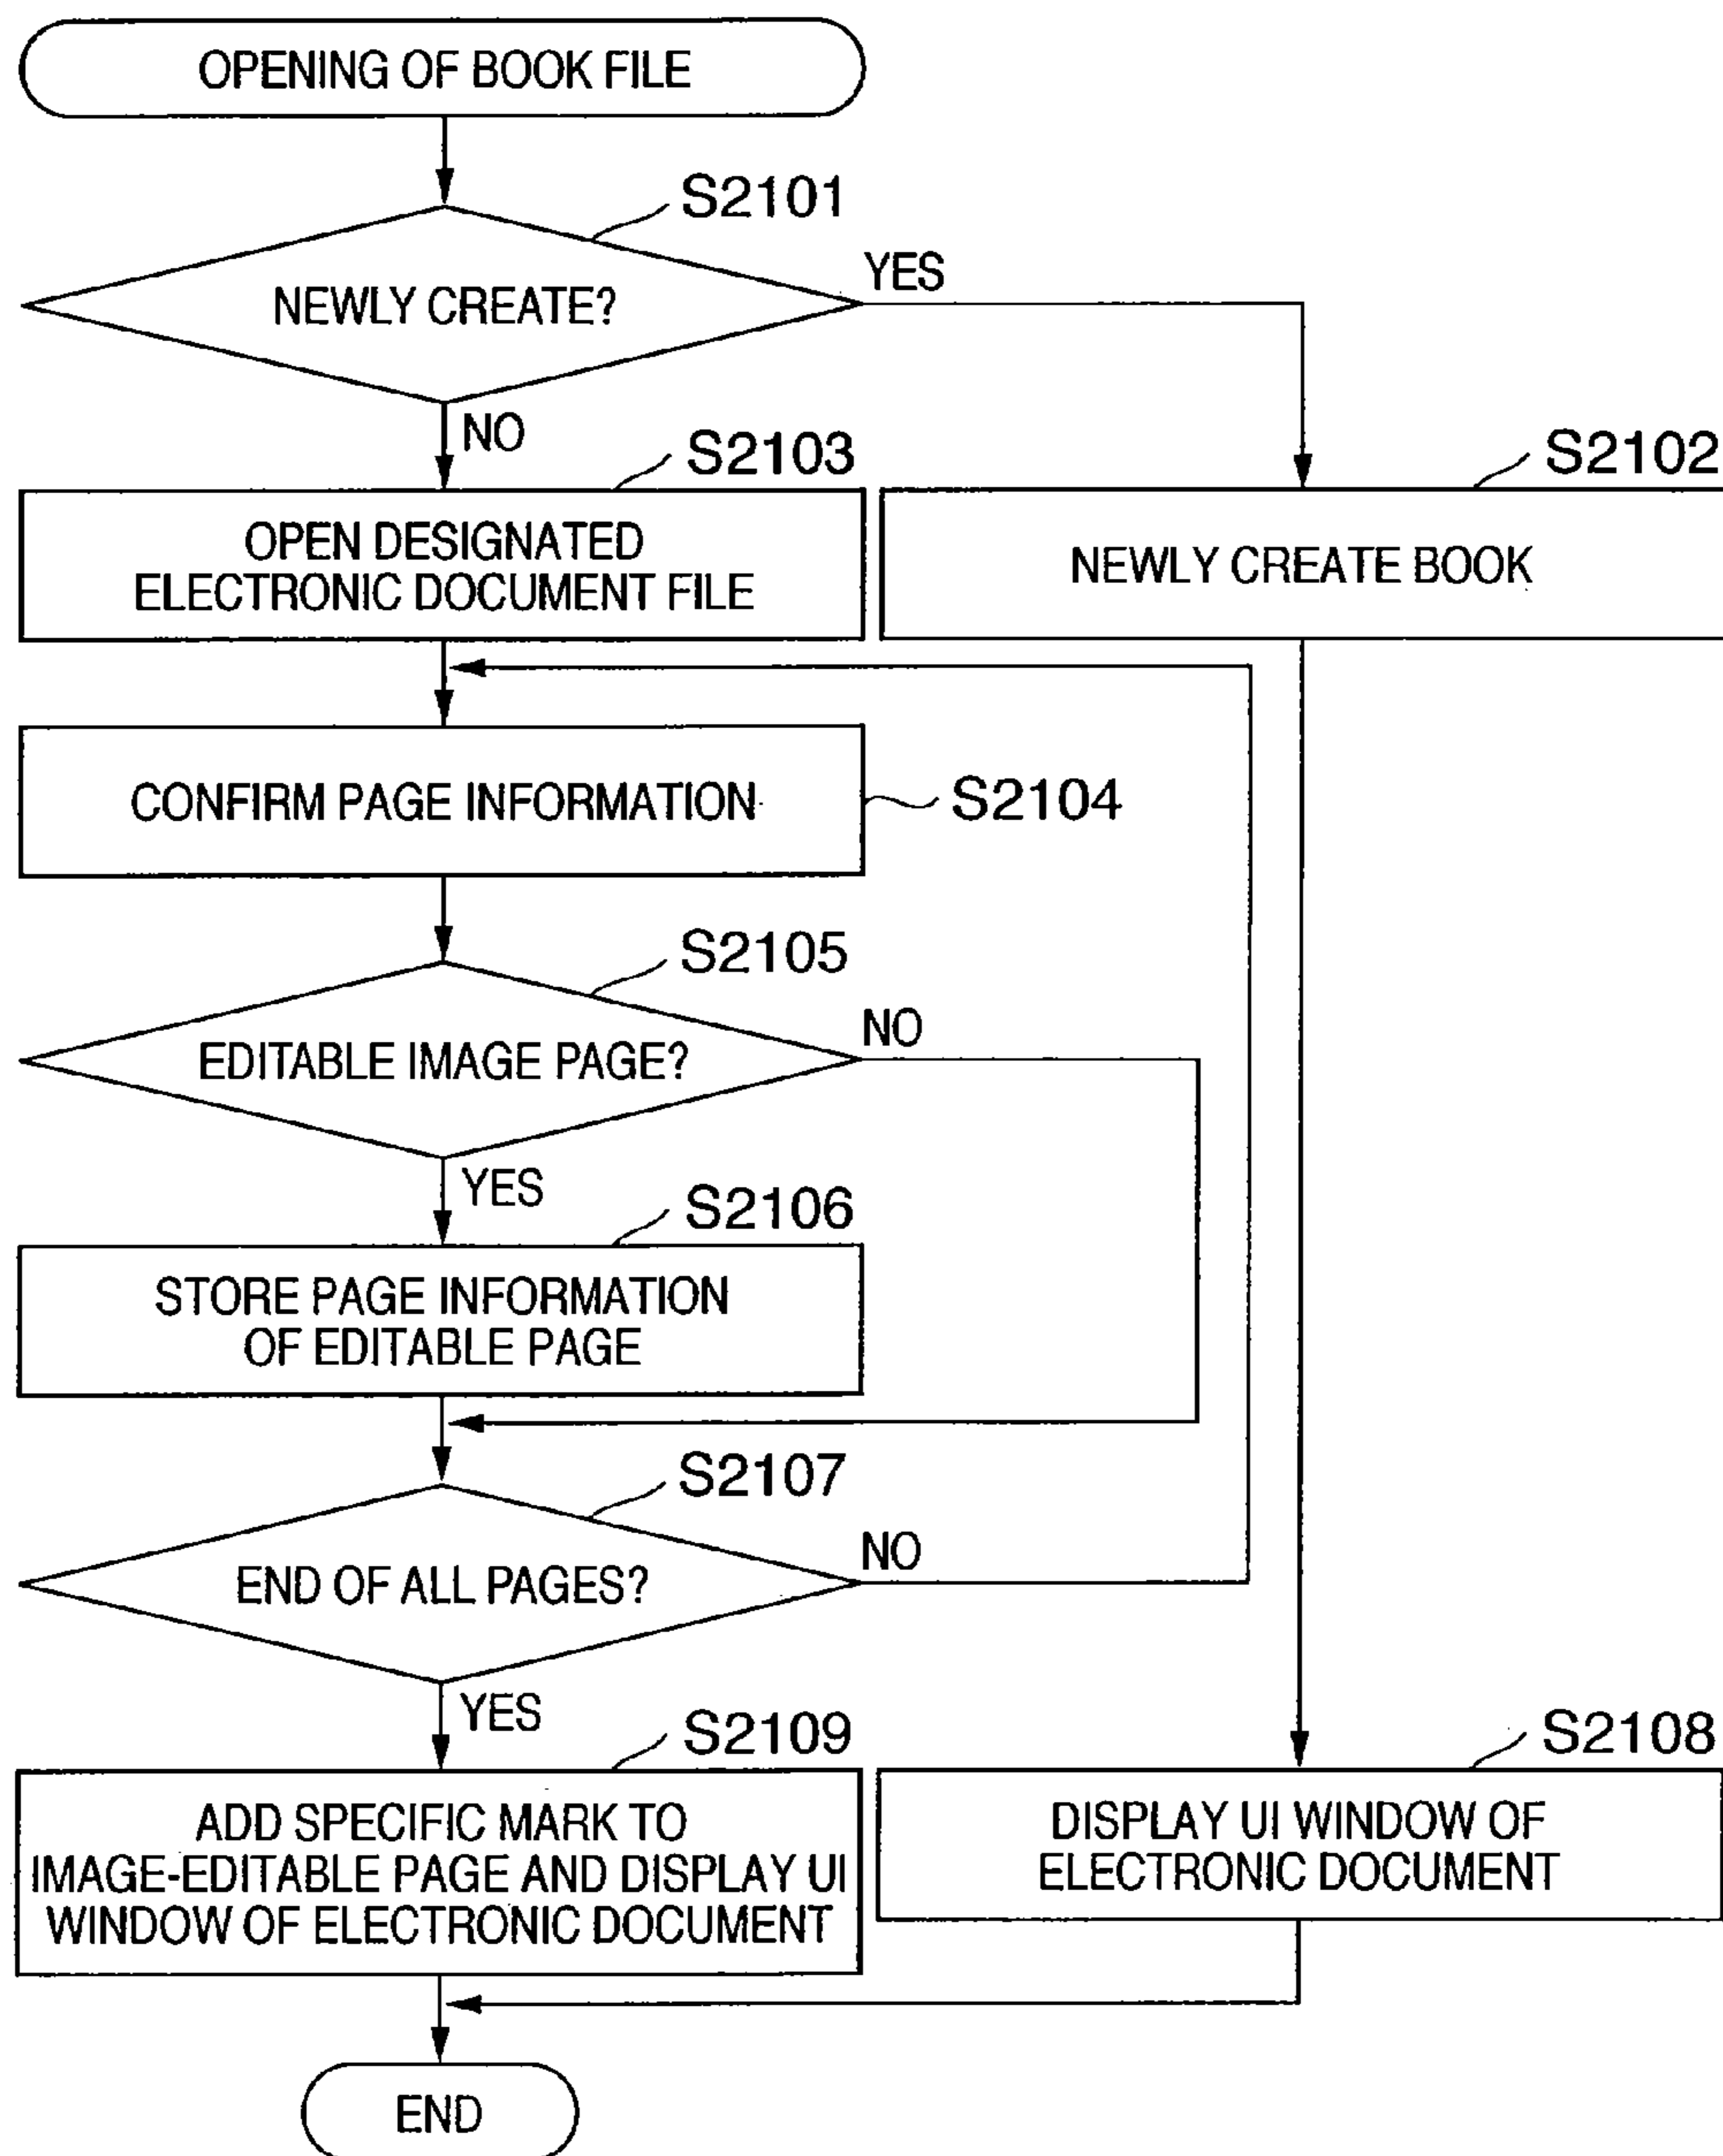 OPENING OF BOOK FILE
S2101
NEWLY CREATE?
YES
NO
S2103
S2102
OPEN DESIGNATED
ELECTRONIC DOCUMENT FILE
NEWLY CREATE BOOK
CONFIRM PAGE INFORMATION
S2104
S2105
EDITABLE IMAGE PAGE?
NO
YES
S2106
STORE PAGE INFORMATION
OF EDITABLE PAGE
S2107
END OF ALL PAGES?
NO
YES
S2109
S2108
ADD SPECIFIC MARK TO
IMAGE-EDITABLE PAGE AND DISPLAY UI
WINDOW OF ELECTRONIC DOCUMENT
DISPLAY UI WINDOW OF
ELECTRONIC DOCUMENT
END